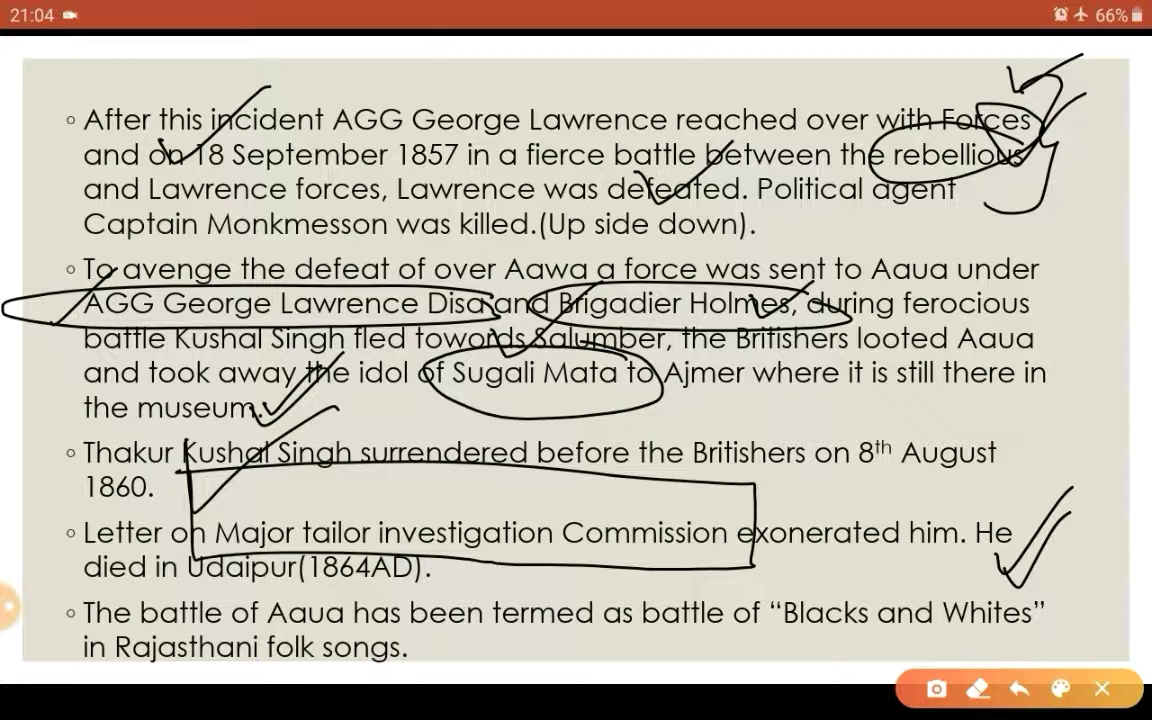 21:04
66%
◦ After this incident AGG George Lawrence reached over with Forces
and on 18 September 1857 in a fierce battle between the rebellious
and Lawrence forces, Lawrence was defeated. Political agent
Captain Monkmesson was killed.(Up side down).
◦ To avenge the defeat of over Aawa a force was sent to Aaua under
AGG George Lawrence Disa and Brigadier Holmes, during ferocious
battle Kushal Singh fled towards Salumber, the Britishers looted Aaua
and took away the idol of Sugali Mata to Ajmer where it is still there in
the museum.
◦ Thakur Kushal Singh surrendered before the Britishers on 8th August
1860.
◦ Letter on Major tailor investigation Commission exonerated him. He
died in Udaipur(1864AD).
◦ The battle of Aaua has been termed as battle of “Blacks and Whites”
in Rajasthani folk songs.